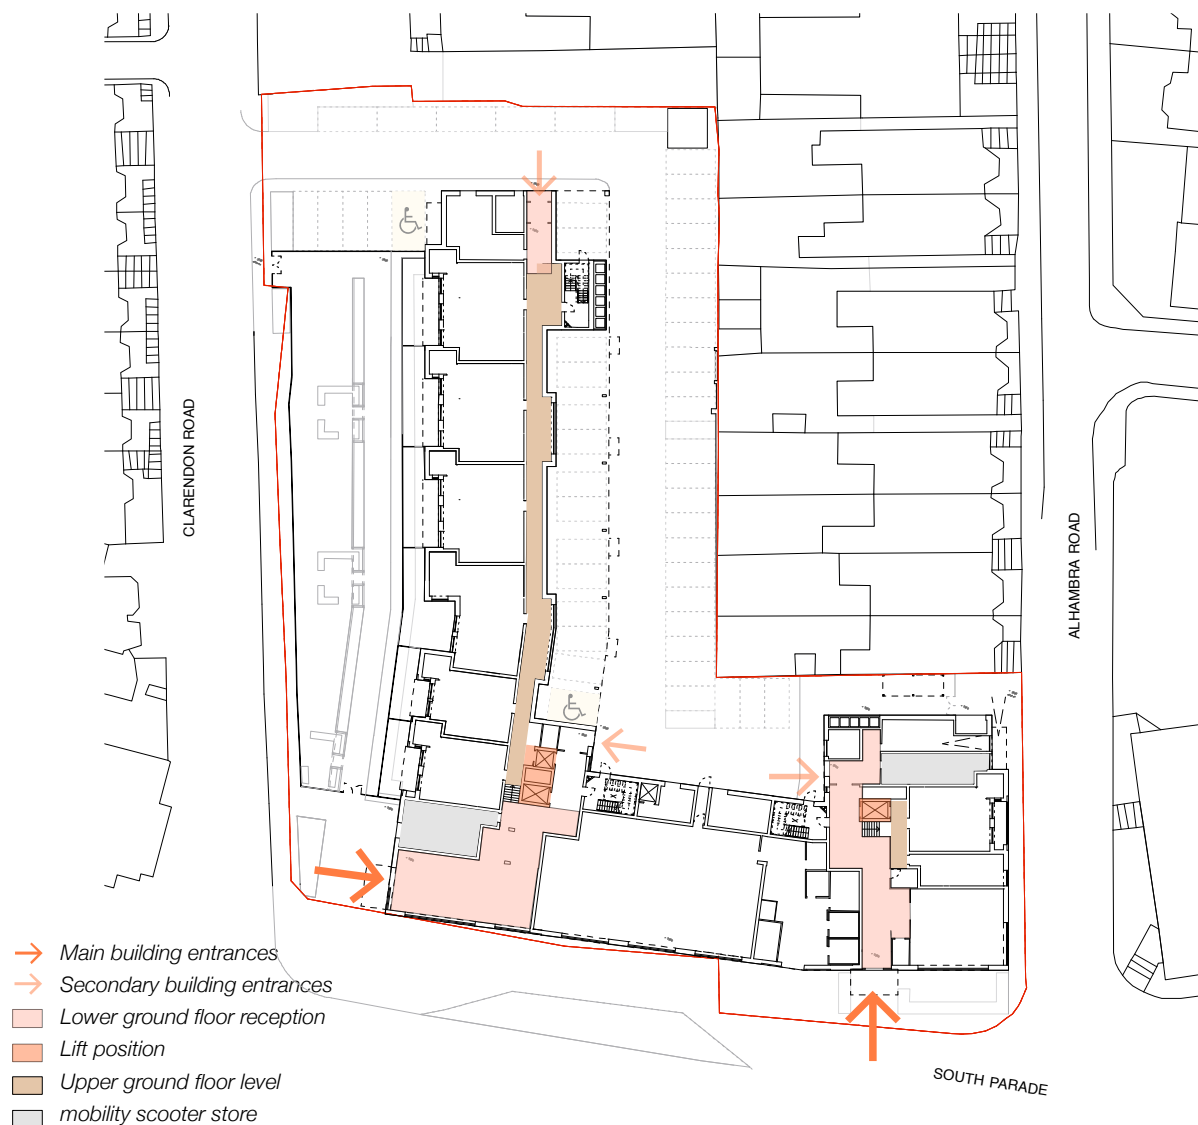 CLARENDON ROAD
ALHAMBRA ROAD
Main building entrances
Secondary building entrances
Lower ground floor reception
Lift position
Upper ground floor level
mobility scooter store
SOUTH PARADE